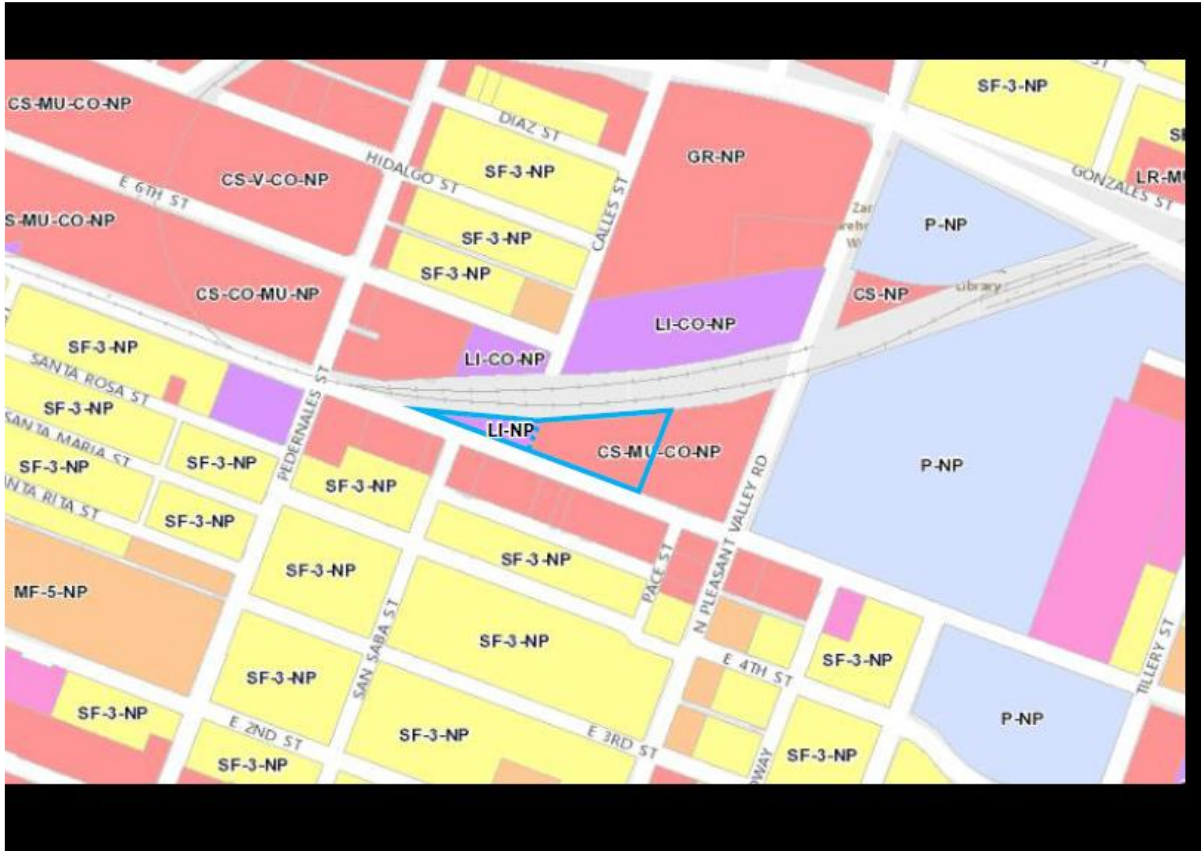 CS-MU-CO-NP
SF-3-NP
DIAZ ST
GR-NP
HIDALGO ST
SF-3-NP
GONZALES ST
CS-V-CO-NP
E 6TH ST
CALLES ST
S-MU-CO-NP
P-NP
SF-3-NP
SF-3-NP
CS-CO-MU-NP
CS-NP
Library
LI-CO-NP
SF-3-NP
LI-CO-NP
SANTA ROSA ST
SF-3-NP
PEDERNALES ST
LI-NP
CS-MU-CO-NP
SANTA MARIA ST
SF-3-NP
SF-3-NP
P-NP
SF-3-NP
NTA RITA ST
SF-3-NP
N PLEASANT VALLEY RD
SF-3-NP
SF-3-NP
PACE ST
MF-5-NP
SAN SABA ST
SF-3-NP
E 4TH ST
SF-3-NP
TILLERY ST
SF-3-NP
SF-3-NP
E 2ND ST
SF-3-NP
E 3RD ST
P-NP
SF-3-NP
SF-3-NP